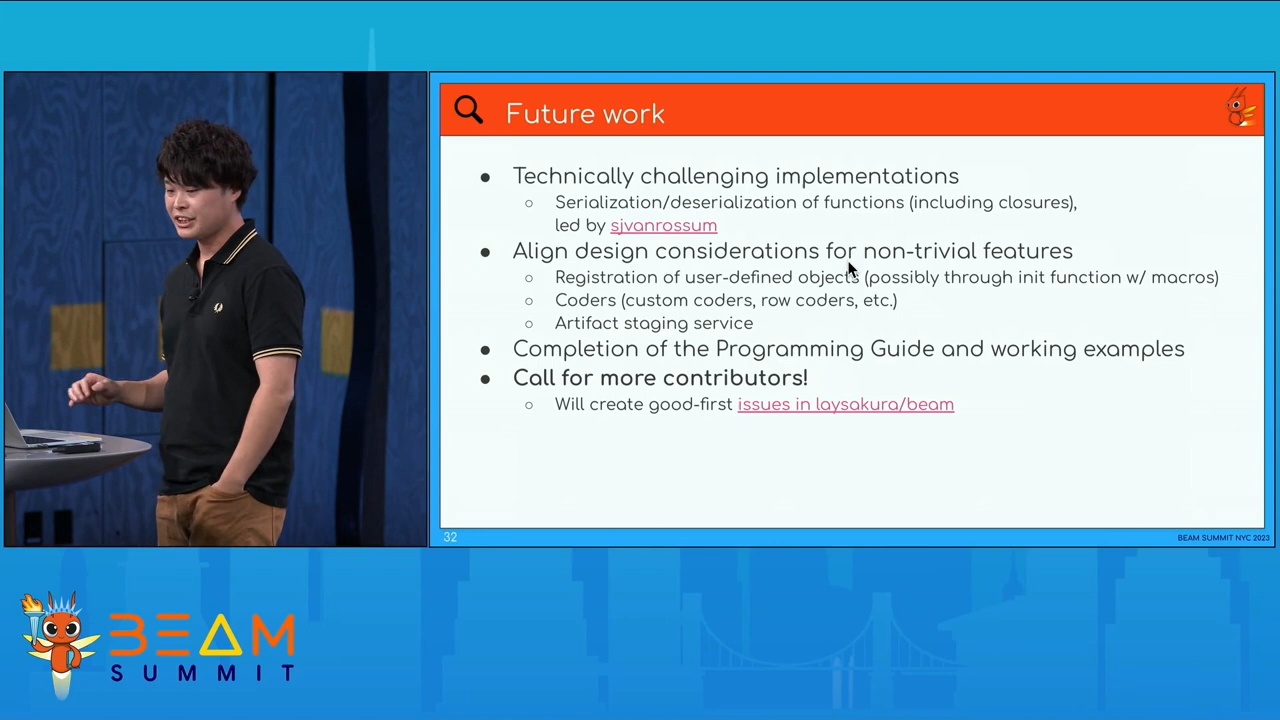 Future work
● Technically challenging implementations
○ Serialization/deserialization of functions (including closures),
led by sjvanrossum
● Align design considerations for non-trivial features
○ Registration of user-defined objects (possibly through init function w/ macros)
○ Coders (custom coders, row coders, etc.)
○ Artifact staging service
● Completion of the Programming Guide and working examples
● Call for more contributors!
○ Will create good-first issues in laysakura/beam
32
BEAM SUMMIT NYC 2023
BEAM
SUMMIT